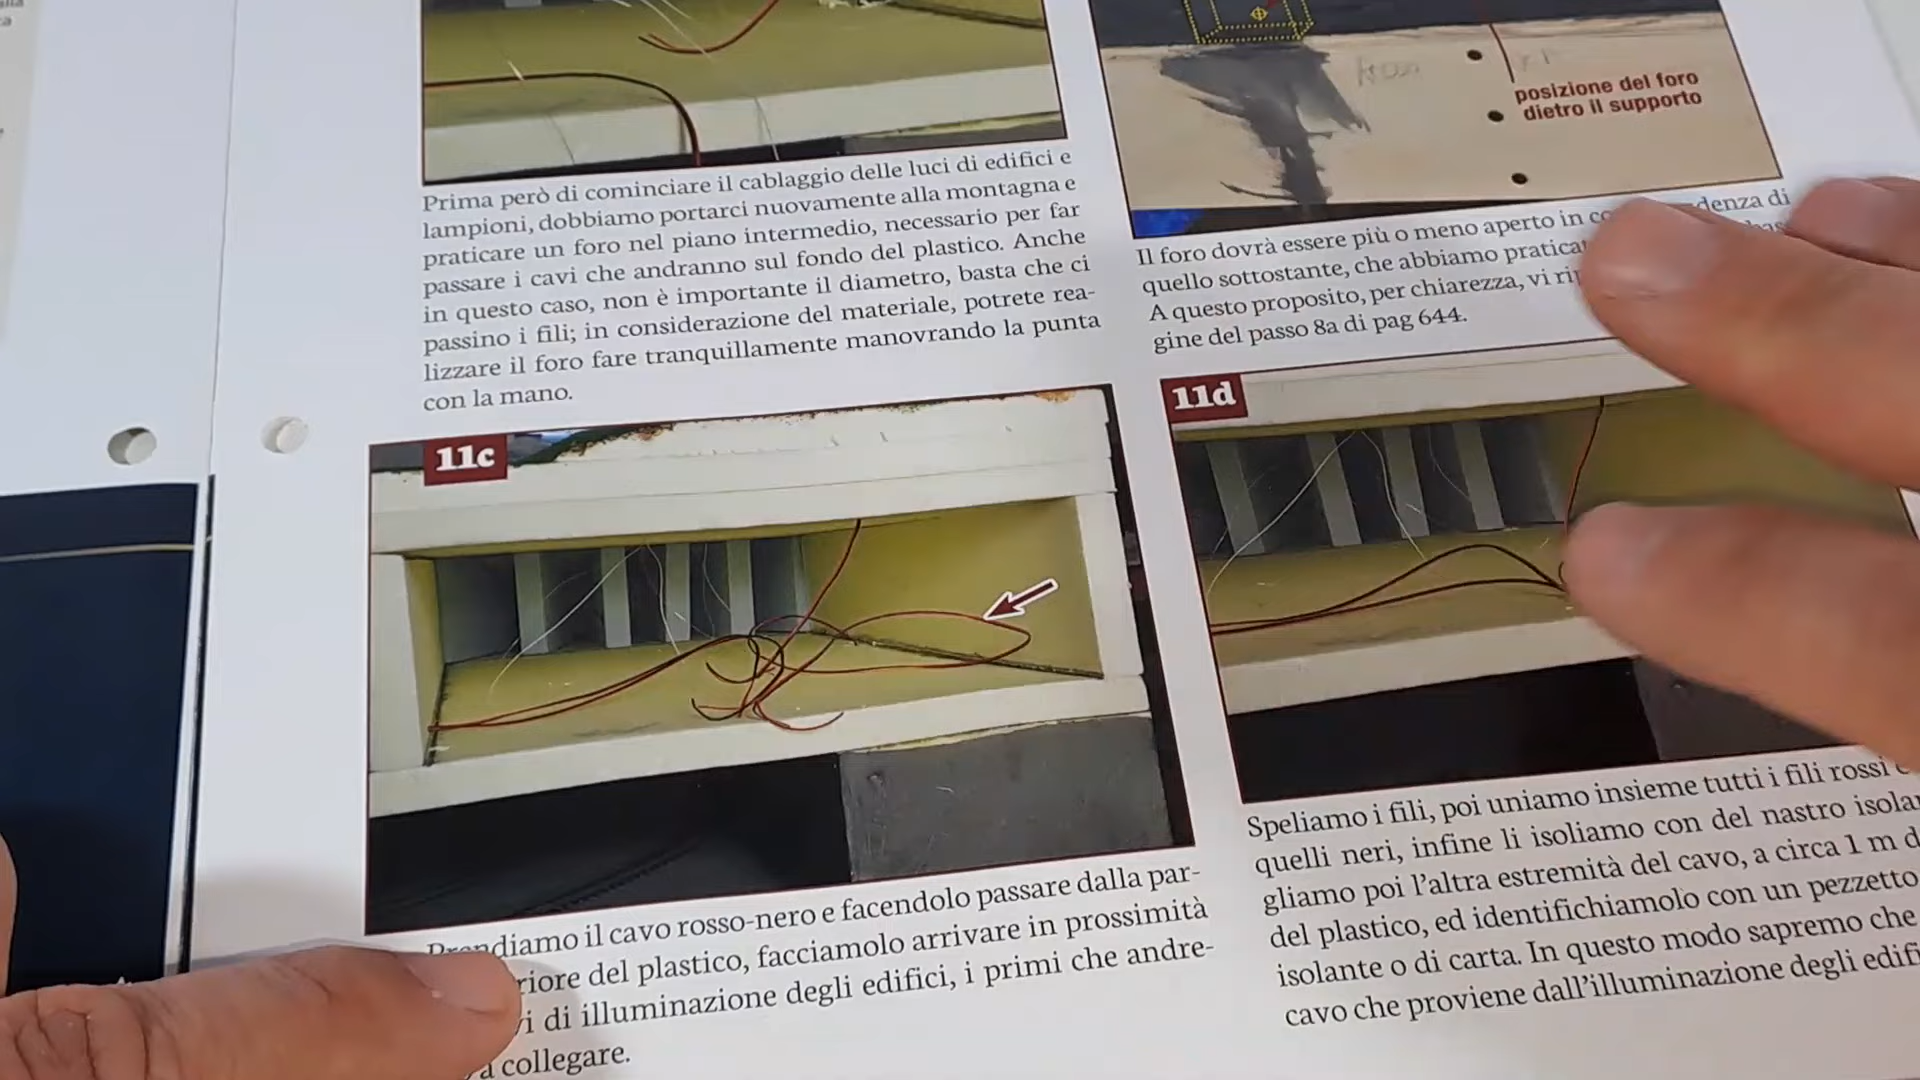 Prima però di cominciare il cablaggio delle luci di edifici e
lampioni, dobbiamo portarci nuovamente alla montagna e
praticare un foro nel piano intermedio, necessario per far
passare i cavi che andranno sul fondo del plastico. Anche
in questo caso, non è importante il diametro, basta che ci
passino i fili; in considerazione del materiale, potrete rea-
lizzare il foro fare tranquillamente manovrando la punta
con la mano.
posizione del foro
dietro il supporto
Il foro dovrà essere più o meno aperto in co denza di
quello sottostante, che abbiamo pratica
A questo proposito, per chiarezza, vi rip
gine del passo 8a di pag 644.
11c
diamo il cavo rosso-nero e facendolo passare dalla par-
riore del plastico, facciamolo arrivare in prossimità
di illuminazione degli edifici, i primi che andre-
collegare.
11d
Speliamo i fili, poi uniamo insieme tutti i fili rossi
quelli neri, infine li isoliamo con del nastro isola
gliamo poi l'altra estremità del cavo, a circa 1 m d
del plastico, ed identifichiamolo con un pezzetto
isolante o di carta. In questo modo sapremo che
cavo che proviene dall'illuminazione degli edifi